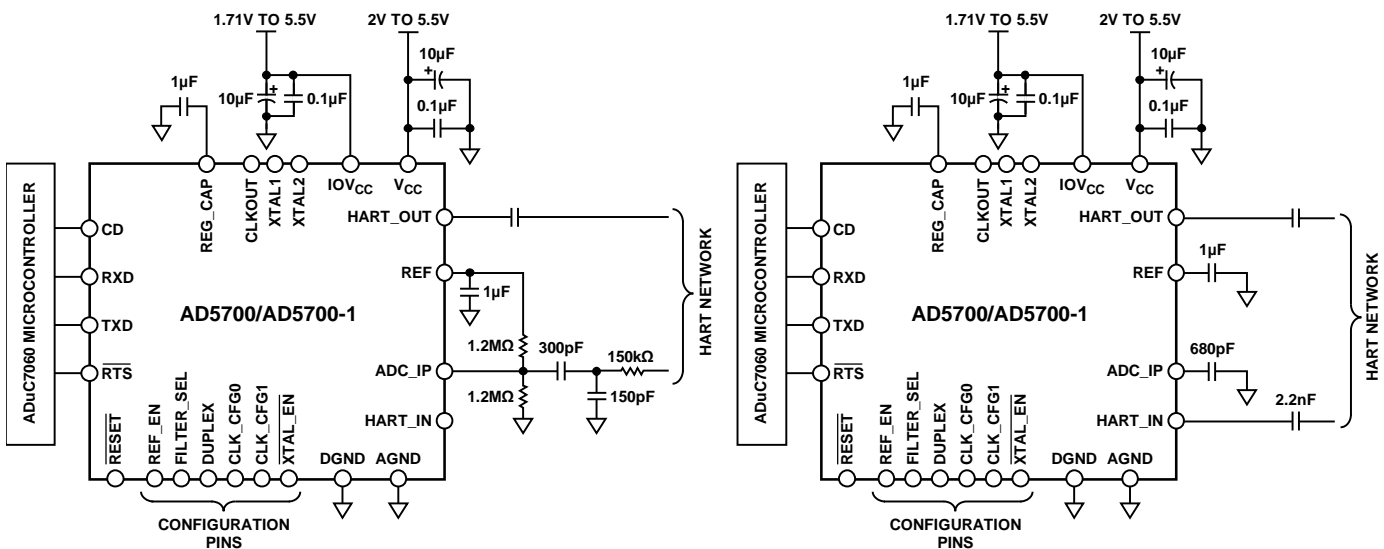 1.71V TO 5.5V
2V TO 5.5V
10µF
1µF
10µF
+
0.1µF
+
0.1µF
ADuC7060 MICROCONTROLLER
REG_CAP
CLKOUT
XTAL1
XTAL2
IOVCC
VCC
HART_OUT
CD
REF
RXD
1µF
AD5700/AD5700-1
TXD
1.2MΩ
300pF
150kΩ
RTS
ADC_IP
1.2MΩ
150pF
HART_IN
HART NETWORK
RESET
REF_EN
FILTER_SEL
DUPLEX
CLK_CFG0
CLK_CFG1
XTAL_EN
DGND
AGND
CONFIGURATION
PINS
1.71V TO 5.5V
2V TO 5.5V
10µF
1µF
10µF
+
0.1µF
+
0.1µF
ADuC7060 MICROCONTROLLER
REG_CAP
CLKOUT
XTAL1
XTAL2
IOVCC
VCC
HART_OUT
CD
REF
1µF
RXD
AD5700/AD5700-1
TXD
680pF
RTS
ADC_IP
2.2nF
HART_IN
HART NETWORK
RESET
REF_EN
FILTER_SEL
DUPLEX
CLK_CFG0
CLK_CFG1
XTAL_EN
DGND
AGND
CONFIGURATION
PINS